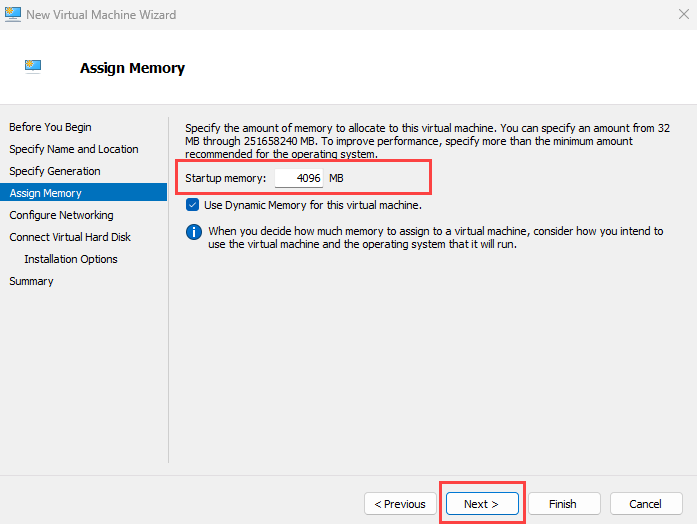 New Virtual Machine Wizard
Assign Memory
Before You Begin
Specify Name and Location
Specify Generation
Assign Memory
Configure Networking
Connect Virtual Hard Disk
Installation Options
Summary
Specify the amount of memory to allocate to this virtual machine. You can specify an amount from 32
MB through 251658240 MB. To improve performance, specify more than the minimum amount
recommended for the operating system.
Startup memory: 4096 MB
Use Dynamic Memory for this virtual machine.
When you decide how much memory to assign to a virtual machine, consider how you intend to
use the virtual machine and the operating system that it will run.
< Previous Next > Finish Cancel